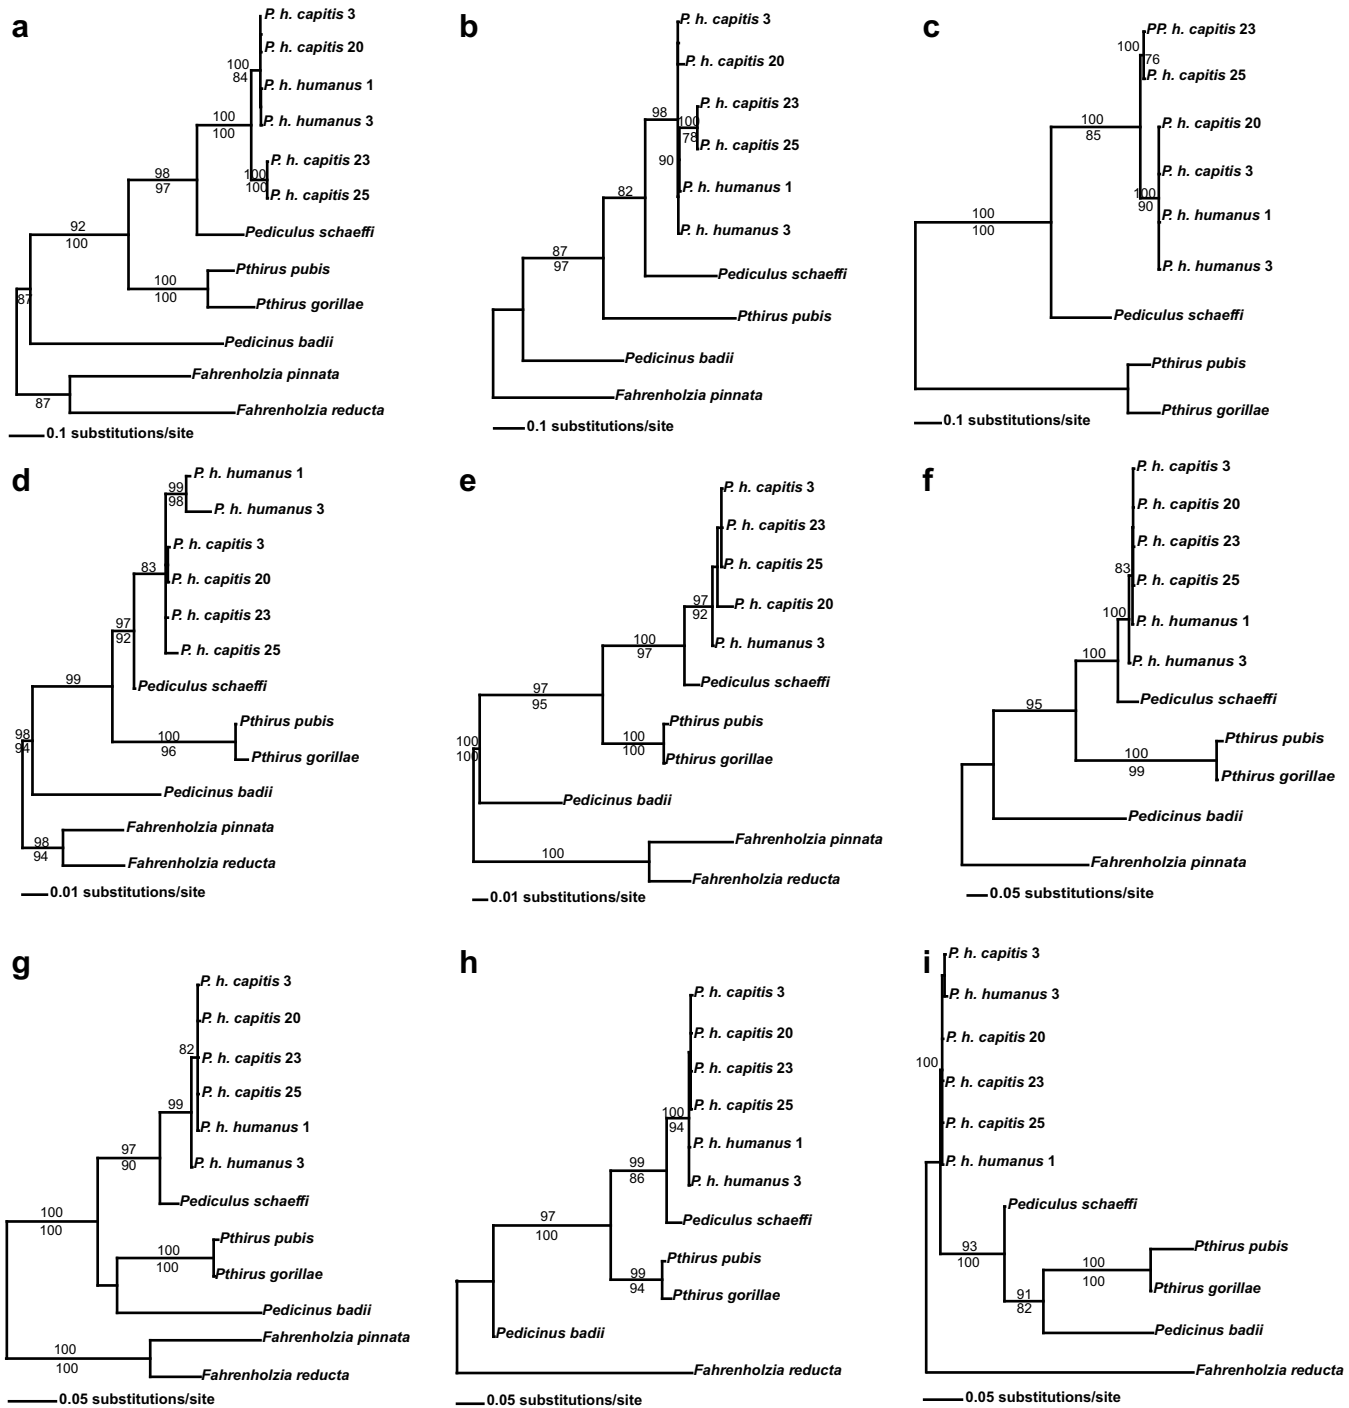 a
P. h. capitis 3
P. h. capitis 20
100
84
P. h. humanus 1
100
100
P. h. humanus 3
P. h. capitis 23
98
97
100
100
P. h. capitis 25
92
100
Pediculus schaeffi
Pthirus pubis
100
100
87
Pthirus gorillae
Pedicinus badii
Fahrenholzia pinnata
87
Fahrenholzia reducta
0.1 substitutions/site
b
P. h. capitis 3
P. h. capitis 20
98
P. h. capitis 23
100
78
P. h. capitis 25
90
82
P. h. humanus 1
P. h. humanus 3
87
97
Pediculus schaeffi
Pthirus pubis
Pedicinus badii
Fahrenholzia pinnata
0.1 substitutions/site
c
PP. h. capitis 23
100
76
P. h. capitis 25
100
85
P. h. capitis 20
P. h. capitis 3
100
90
P. h. humanus 1
100
100
P. h. humanus 3
Pediculus schaeffi
Pthirus pubis
Pthirus gorillae
0.1 substitutions/site
d
P. h. humanus 1
99
98
P. h. humanus 3
P. h. capitis 3
83
P. h. capitis 20
97
92
P. h. capitis 23
P. h. capitis 25
99
Pediculus schaeffi
Pthirus pubis
98
94
100
96
Pthirus gorillae
Pedicinus badii
Fahrenholzia pinnata
98
94
Fahrenholzia reducta
0.01 substitutions/site
e
P. h. capitis 3
P. h. capitis 23
P. h. capitis 25
97
92
P. h. capitis 20
100
97
P. h. humanus 3
Pediculus schaeffi
97
95
Pthirus pubis
100
100
100
100
Pthirus gorillae
Pedicinus badii
Fahrenholzia pinnata
100
Fahrenholzia reducta
0.01 substitutions/site
f
P. h. capitis 3
P. h. capitis 20
P. h. capitis 23
83
P. h. capitis 25
100
P. h. humanus 1
100
P. h. humanus 3
Pediculus schaeffi
95
Pthirus pubis
100
99
Pthirus gorillae
Pedicinus badii
Fahrenholzia pinnata
0.05 substitutions/site
g
P. h. capitis 3
P. h. capitis 20
82
P. h. capitis 23
P. h. capitis 25
99
P. h. humanus 1
97
90
P. h. humanus 3
Pediculus schaeffi
100
100
Pthirus pubis
100
100
Pthirus gorillae
Pedicinus badii
Fahrenholzia pinnata
100
100
Fahrenholzia reducta
0.05 substitutions/site
h
P. h. capitis 3
P. h. capitis 20
P. h. capitis 23
P. h. capitis 25
100
94
P. h. humanus 1
99
86
P. h. humanus 3
97
100
Pediculus schaeffi
Pthirus pubis
99
94
Pthirus gorillae
Pedicinus badii
Fahrenholzia reducta
0.05 substitutions/site
i
P. h. capitis 3
P. h. humanus 3
P. h. capitis 20
100
P. h. capitis 23
P. h. capitis 25
P. h. humanus 1
Pediculus schaeffi
93
100
Pthirus pubis
100
100
Pthirus gorillae
91
82
Pedicinus badii
Fahrenholzia reducta
0.05 substitutions/site